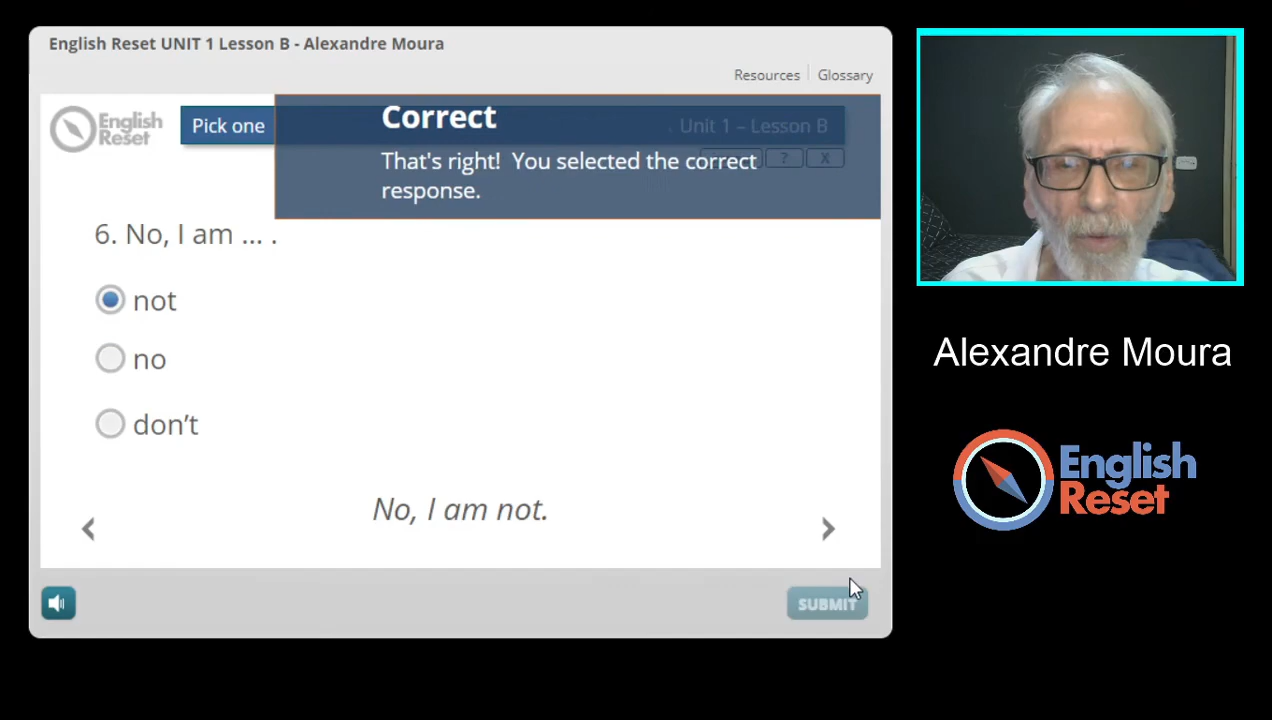 English Reset UNIT 1 Lesson B - Alexandre Moura
Resources
Glossary
English
Reset
Pick one
Unit 1 – Lesson B
Correct
That's right! You selected the correct
response.
?
X
6. No, I am ... .
not
no
don’t
No, I am not.
SUBMIT
Alexandre Moura
English
Reset